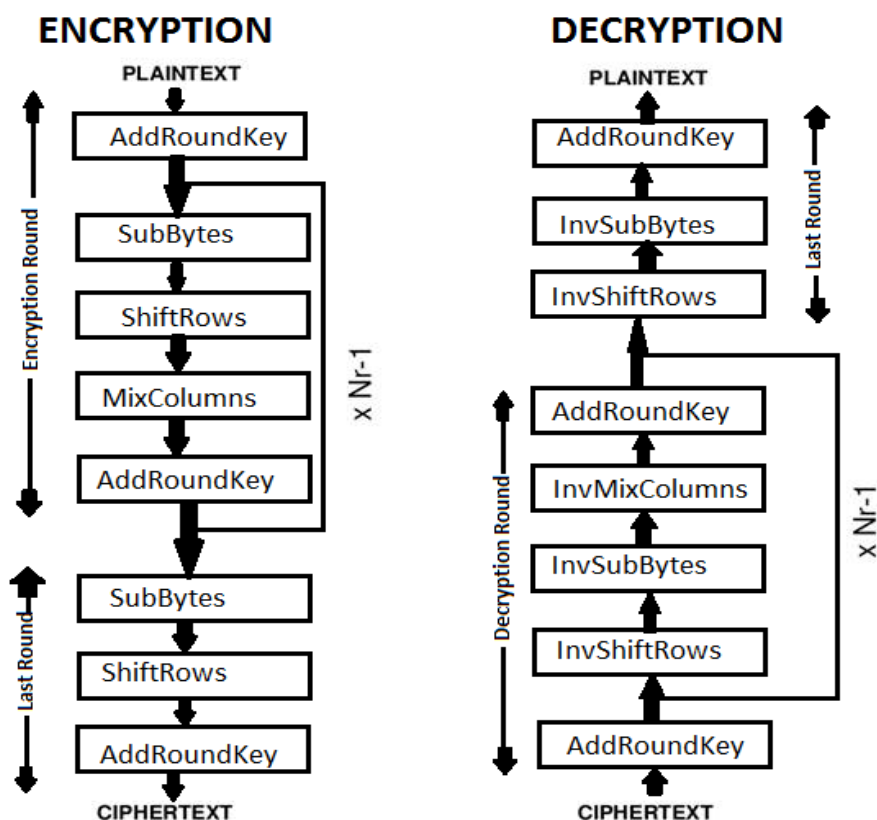 ENCRYPTION
PLAINTEXT
AddRoundKey
SubBytes
ShiftRows
MixColumns
AddRoundKey
SubBytes
ShiftRows
AddRoundKey
CIPHERTEXT
Encryption Round
Last Round
x Nr-1
DECRYPTION
PLAINTEXT
AddRoundKey
InvSubBytes
InvShiftRows
AddRoundKey
InvMixColumns
InvSubBytes
InvShiftRows
AddRoundKey
CIPHERTEXT
Last Round
Decryption Round
x Nr-1